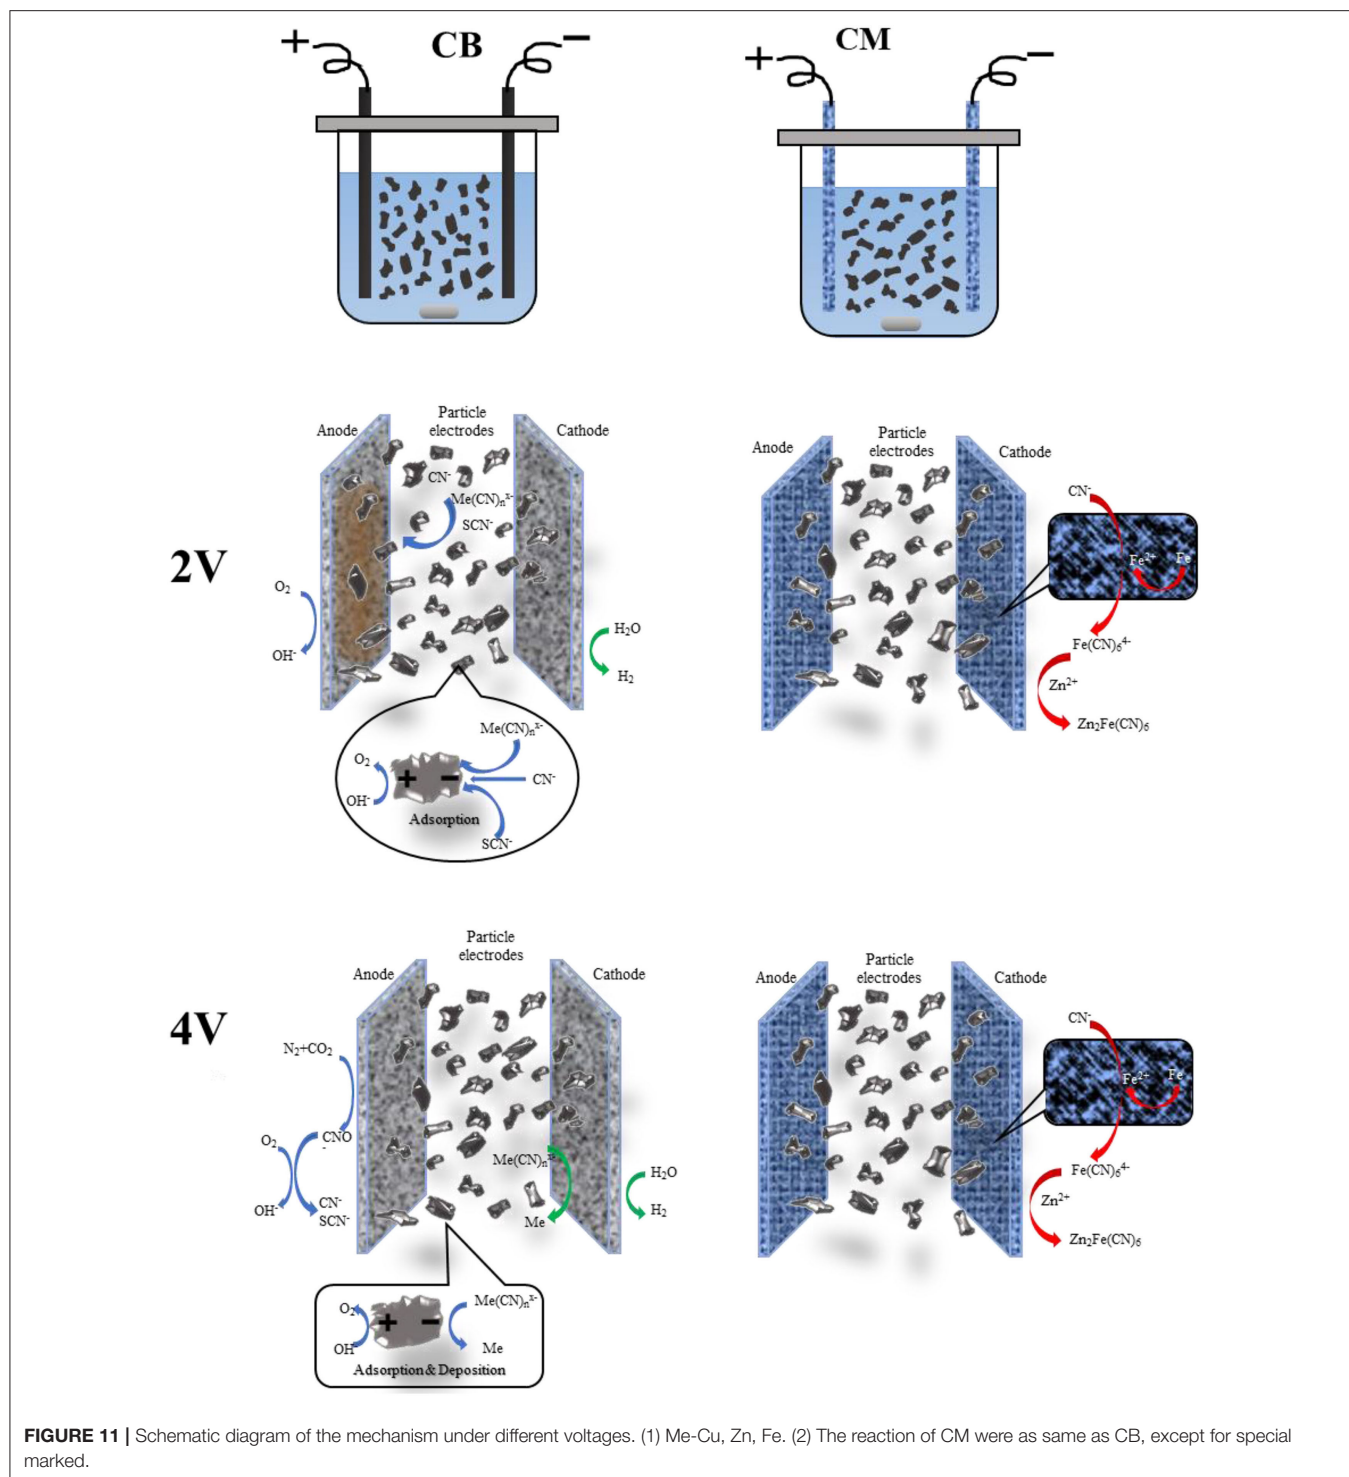 + CB −
+ CM −
2V
Anode
Particle
electrodes
Cathode
CN⁻
Me(CN)ₙˣ⁻
SCN⁻
O₂
OH⁻
H₂O
H₂
Me(CN)ₙˣ⁻
O₂
+ −
CN⁻
OH⁻
Adsorption
SCN⁻
Anode
Particle
electrodes
Cathode
CN⁻
Fe²⁺ Fe
Fe(CN)₆⁴⁻
Zn²⁺
Zn₂Fe(CN)₆
4V
Particle
electrodes
Anode
Cathode
N₂+CO₂
O₂
CNO
-
OH⁻
CN⁻
SCN⁻
Me(CN)ₙˣ⁻
Me
H₂O
H₂
O₂
+ −
Me(CN)ₙˣ⁻
OH⁻
Me
Adsorption & Deposition
Anode
Particle
electrodes
Cathode
CN⁻
Fe²⁺ Fe
Fe(CN)₆⁴⁻
Zn²⁺
Zn₂Fe(CN)₆
FIGURE 11 | Schematic diagram of the mechanism under different voltages. (1) Me-Cu, Zn, Fe. (2) The reaction of CM were as same as CB, except for special
marked.